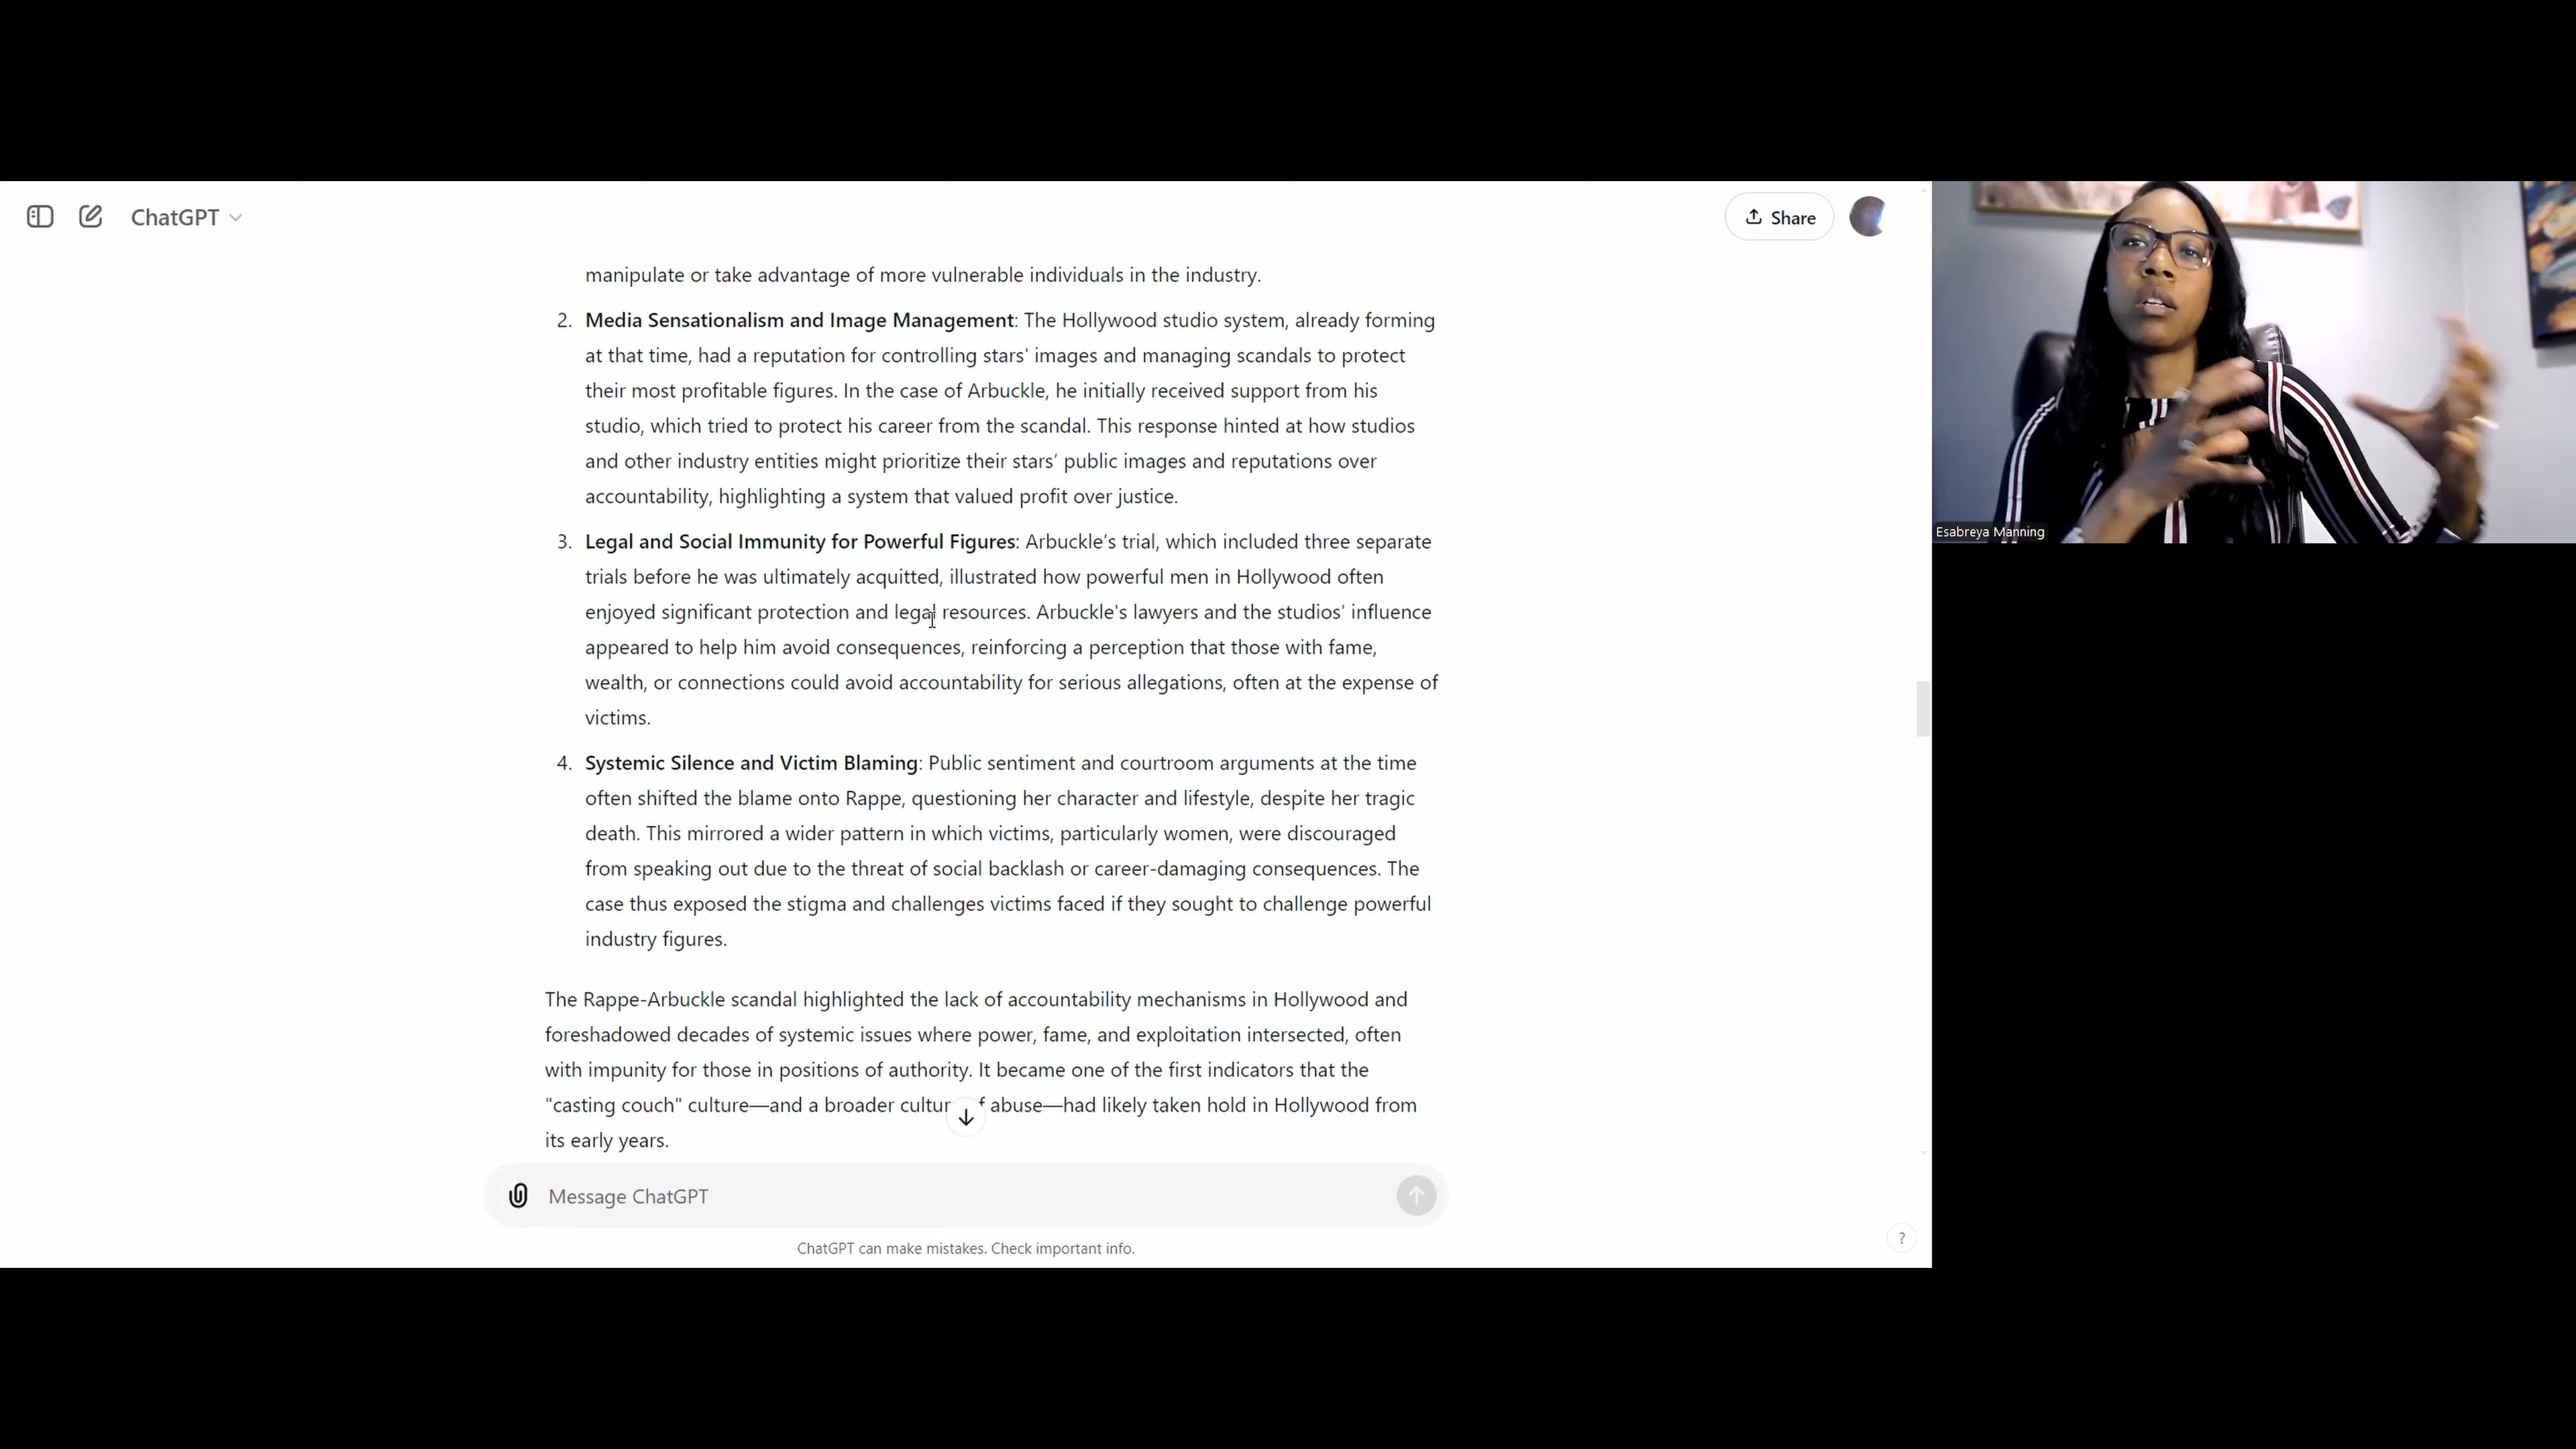 ChatGPT
Share
manipulate or take advantage of more vulnerable individuals in the industry.
2. Media Sensationalism and Image Management: The Hollywood studio system, already forming
at that time, had a reputation for controlling stars' images and managing scandals to protect
their most profitable figures. In the case of Arbuckle, he initially received support from his
studio, which tried to protect his career from the scandal. This response hinted at how studios
and other industry entities might prioritize their stars’ public images and reputations over
accountability, highlighting a system that valued profit over justice.
3. Legal and Social Immunity for Powerful Figures: Arbuckle’s trial, which included three separate
trials before he was ultimately acquitted, illustrated how powerful men in Hollywood often
enjoyed significant protection and legal resources. Arbuckle's lawyers and the studios' influence
appeared to help him avoid consequences, reinforcing a perception that those with fame,
wealth, or connections could avoid accountability for serious allegations, often at the expense of
victims.
4. Systemic Silence and Victim Blaming: Public sentiment and courtroom arguments at the time
often shifted the blame onto Rappe, questioning her character and lifestyle, despite her tragic
death. This mirrored a wider pattern in which victims, particularly women, were discouraged
from speaking out due to the threat of social backlash or career-damaging consequences. The
case thus exposed the stigma and challenges victims faced if they sought to challenge powerful
industry figures.
The Rappe-Arbuckle scandal highlighted the lack of accountability mechanisms in Hollywood and
foreshadowed decades of systemic issues where power, fame, and exploitation intersected, often
with impunity for those in positions of authority. It became one of the first indicators that the
"casting couch" culture—and a broader culture of abuse—had likely taken hold in Hollywood from
its early years.
Message ChatGPT
ChatGPT can make mistakes. Check important info.
?
Esabreya Manning